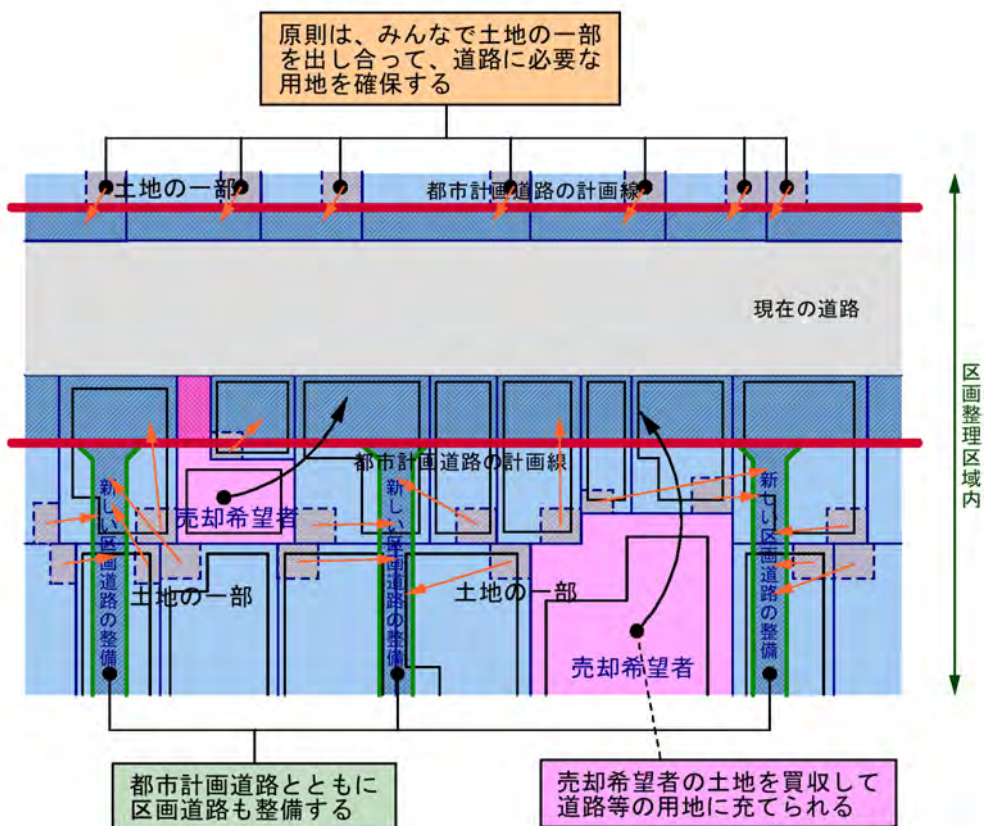 原則は、みんなで土地の一部
を出し合って、道路に必要な
用地を確保する
土地の一部
都市計画道路の計画線
現在の道路
区画整理区域内
都市計画道路の計画線
売却希望者
新しい区画道路の整備
新しい区画道路の整備
新しい区画道路の整備
土地の一部
土地の一部
売却希望者
都市計画道路とともに
区画道路も整備する
売却希望者の土地を買収して
道路等の用地に充てられる